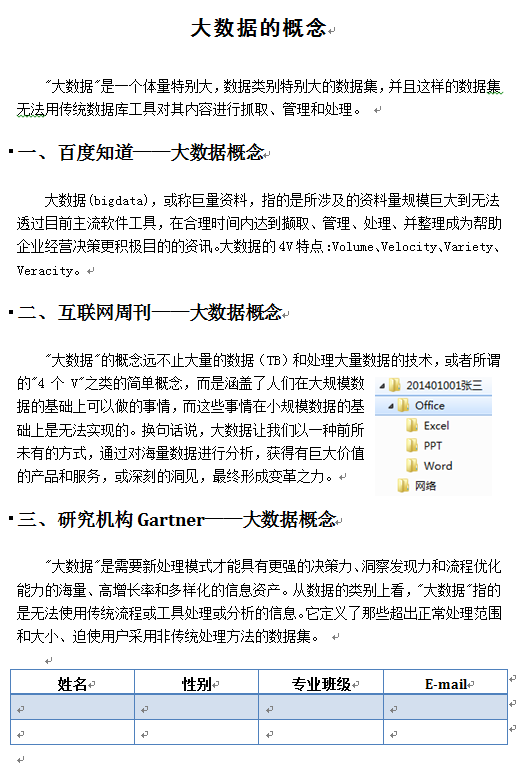 大数据的概念
"大数据"是一个体量特别大，数据类别特别大的数据集，并且这样的数据集
无法用传统数据库工具对其内容进行抓取、管理和处理。
一、百度知道——大数据概念
大数据(bigdata)，或称巨量资料，指的是所涉及的资料量规模巨大到无法
透过目前主流软件工具，在合理时间内达到撷取、管理、处理、并整理成为帮助
企业经营决策更积极目的的资讯。大数据的4V特点:Volume、Velocity、Variety、
Veracity。
二、互联网周刊——大数据概念
"大数据"的概念远不止大量的数据（TB）和处理大量数据的技术，或者所谓
的"4 个 V"之类的简单概念，而是涵盖了人们在大规模数
据的基础上可以做的事情，而这些事情在小规模数据的基
础上是无法实现的。换句话说，大数据让我们以一种前所
未有的方式，通过对海量数据进行分析，获得有巨大价值
的产品和服务，或深刻的洞见，最终形成变革之力。
201401001张三
Office
Excel
PPT
Word
网络
三、研究机构Gartner——大数据概念
"大数据"是需要新处理模式才能具有更强的决策力、洞察发现力和流程优化
能力的海量、高增长率和多样化的信息资产。从数据的类别上看，"大数据"指的
是无法使用传统流程或工具处理或分析的信息。它定义了那些超出正常处理范围
和大小、迫使用户采用非传统处理方法的数据集。
姓名 性别 专业班级 E-mail